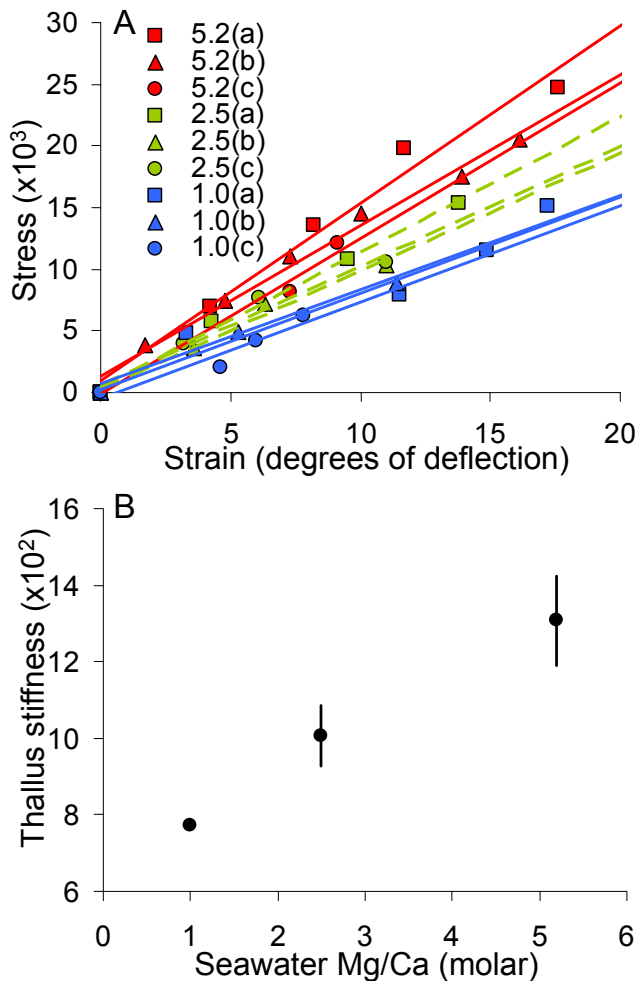 A
5.2(a)
5.2(b)
5.2(c)
2.5(a)
2.5(b)
2.5(c)
1.0(a)
1.0(b)
1.0(c)
Stress (x10³)
30
25
20
15
10
5
0
0 5 10 15 20
Strain (degrees of deflection)
B
Thallus stiffness (x10²)
16
14
12
10
8
6
0 1 2 3 4 5 6
Seawater Mg/Ca (molar)